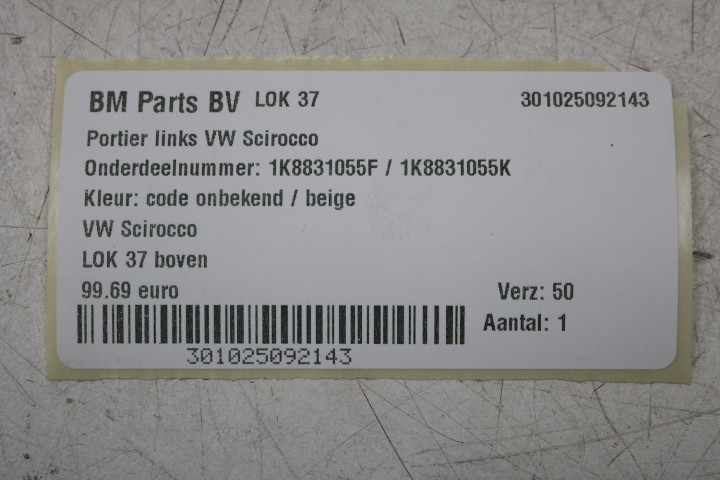 BM Parts BV LOK 37 301025092143
Portier links VW Scirocco
Onderdeelnummer: 1K8831055F / 1K8831055K
Kleur: code onbekend / beige
VW Scirocco
LOK 37 boven
99.69 euro Verz: 50
Aantal: 1
301025092143